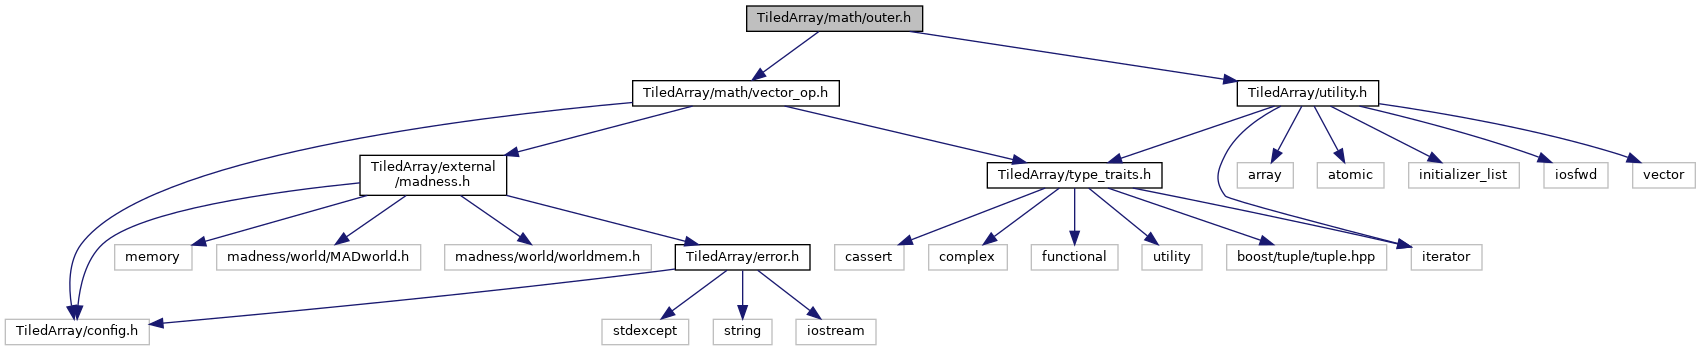 TiledArray/math/outer.h
TiledArray/math/vector_op.h
TiledArray/utility.h
TiledArray/external
/madness.h
TiledArray/type_traits.h
array
atomic
initializer_list
iosfwd
vector
memory
madness/world/MADworld.h
madness/world/worldmem.h
TiledArray/error.h
cassert
complex
functional
utility
boost/tuple/tuple.hpp
iterator
TiledArray/config.h
stdexcept
string
iostream